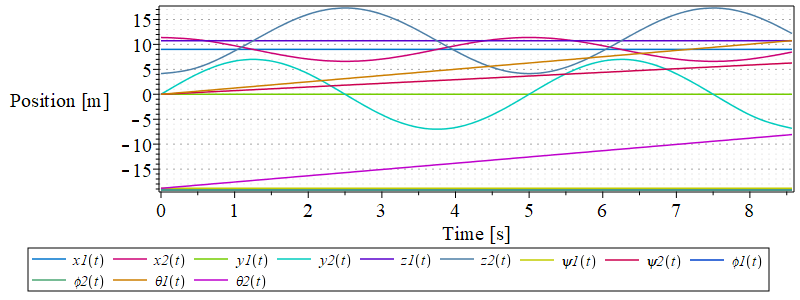 15
10
5
Position [m]
0
−5
−10
−15
0 1 2 3 4 5 6 7 8
Time [s]
x1(t) x2(t) y1(t) y2(t) z1(t) z2(t) ψ1(t) ψ2(t) ϕ1(t)
ϕ2(t) θ1(t) θ2(t)